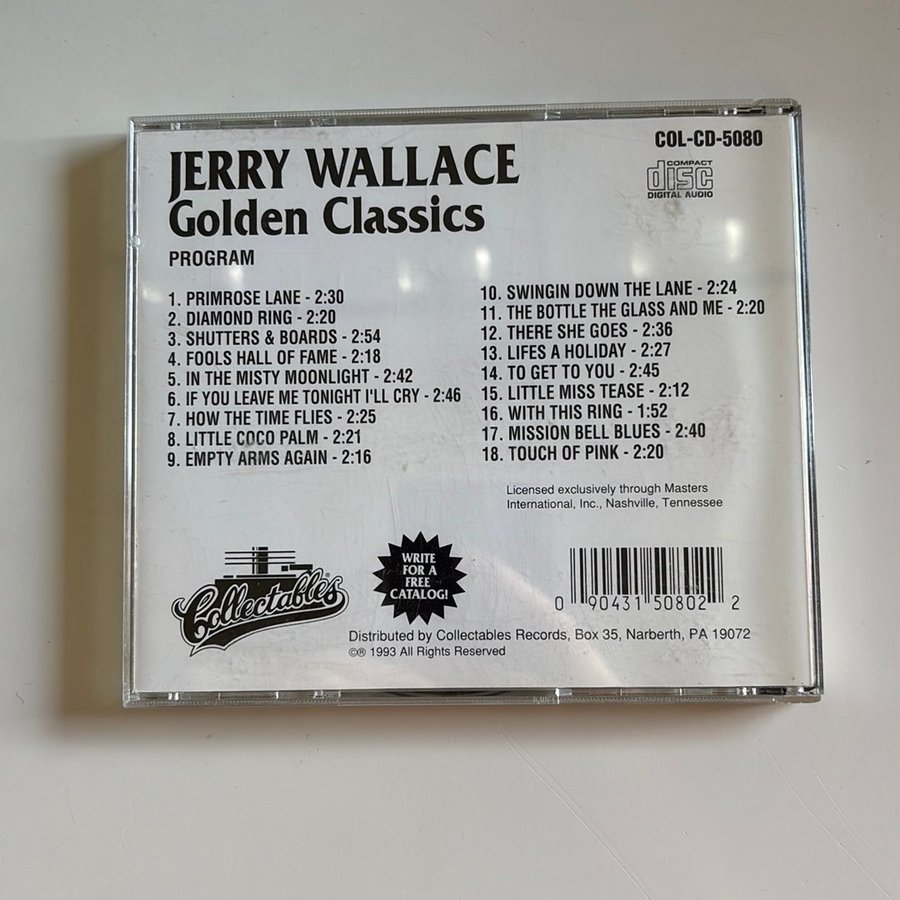 COL-CD-5080
JERRY WALLACE
Golden Classics
COMPACT
disc
DIGITAL AUDIO
PROGRAM
1. PRIMROSE LANE - 2:30
2. DIAMOND RING - 2:20
3. SHUTTERS & BOARDS - 2:54
4. FOOLS HALL OF FAME - 2:18
5. IN THE MISTY MOONLIGHT - 2:42
6. IF YOU LEAVE ME TONIGHT I'LL CRY - 2:46
7. HOW THE TIME FLIES - 2:25
8. LITTLE COCO PALM - 2:21
9. EMPTY ARMS AGAIN - 2:16
10. SWINGIN DOWN THE LANE - 2:24
11. THE BOTTLE THE GLASS AND ME - 2:20
12. THERE SHE GOES - 2:36
13. LIFES A HOLIDAY - 2:27
14. TO GET TO YOU - 2:45
15. LITTLE MISS TEASE - 2:12
16. WITH THIS RING - 1:52
17. MISSION BELL BLUES - 2:40
18. TOUCH OF PINK - 2:20
Licensed exclusively through Masters
International, Inc., Nashville, Tennessee
Collectables®
WRITE
FOR A
FREE
CATALOG!
0 90431 50802 2
Distributed by Collectables Records, Box 35, Narberth, PA 19072
©® 1993 All Rights Reserved